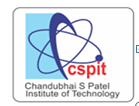 cspit
Chandubhai S Patel
Institute of Technology